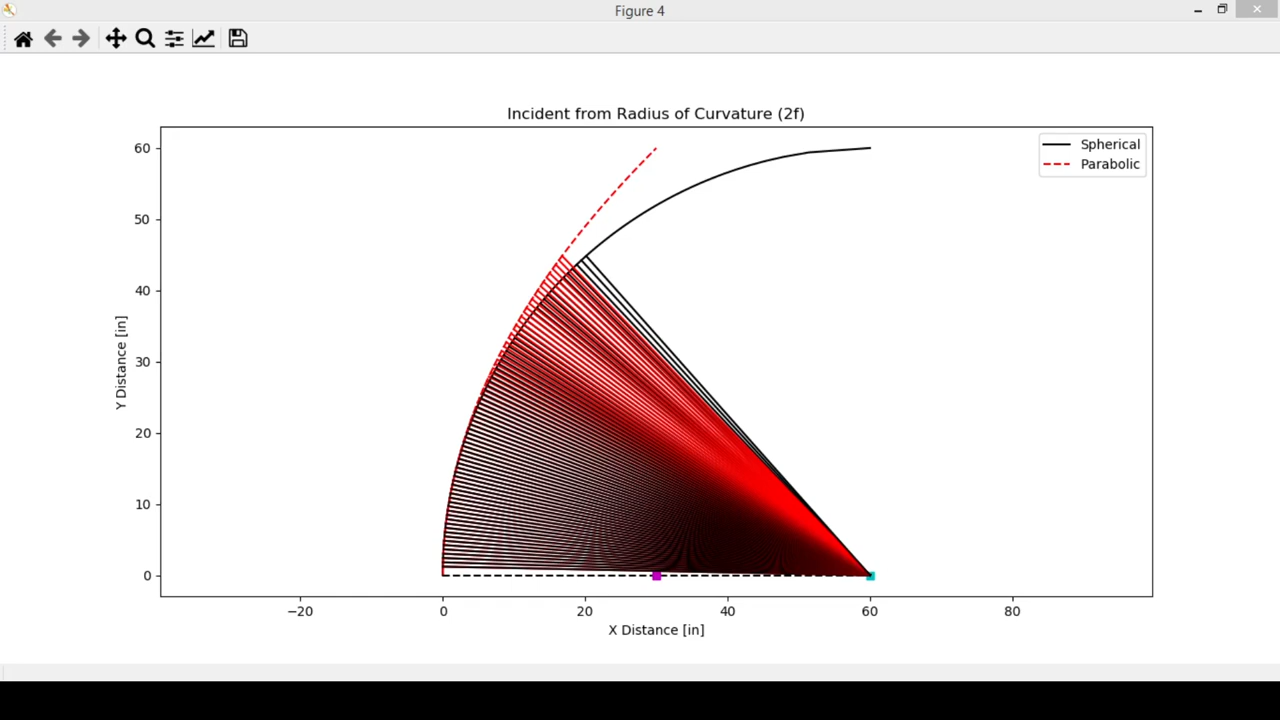 Figure 4
Incident from Radius of Curvature (2f)
Spherical
Parabolic
60
50
40
30
20
10
0
Y Distance [in]
−20 0 20 40 60 80
X Distance [in]